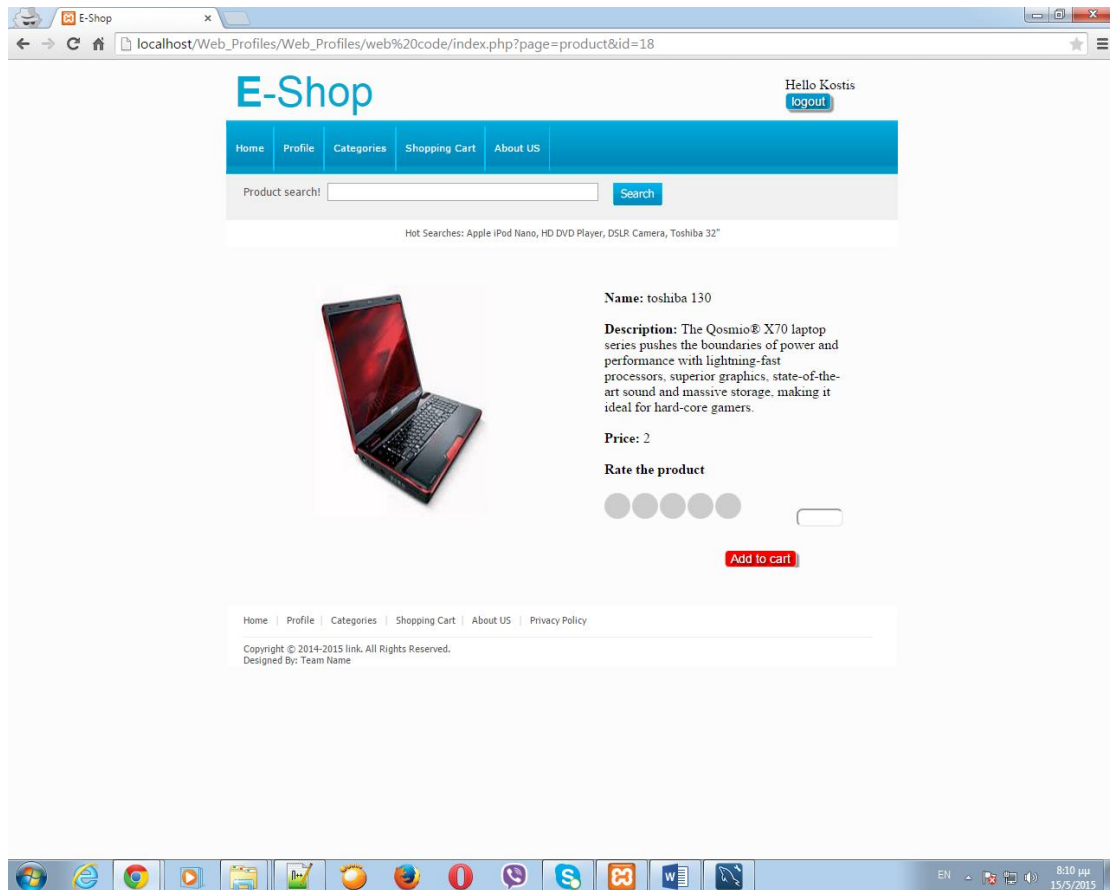 E-Shop
localhost/Web_Profiles/Web_Profiles/web%20code/index.php?page=product&id=18
E-Shop
Hello Kostis
logout
Home Profile Categories Shopping Cart About US
Product search! Search
Hot Searches: Apple iPod Nano, HD DVD Player, DSLR Camera, Toshiba 32"
Name: toshiba 130
Description: The Qosmio® X70 laptop
series pushes the boundaries of power and
performance with lightning-fast
processors, superior graphics, state-of-the-
art sound and massive storage, making it
ideal for hard-core gamers.
Price: 2
Rate the product
Add to cart
Home | Profile | Categories | Shopping Cart | About US | Privacy Policy
Copyright © 2014-2015 link. All Rights Reserved.
Designed By: Team Name
EN
8:10 μμ
15/5/2015